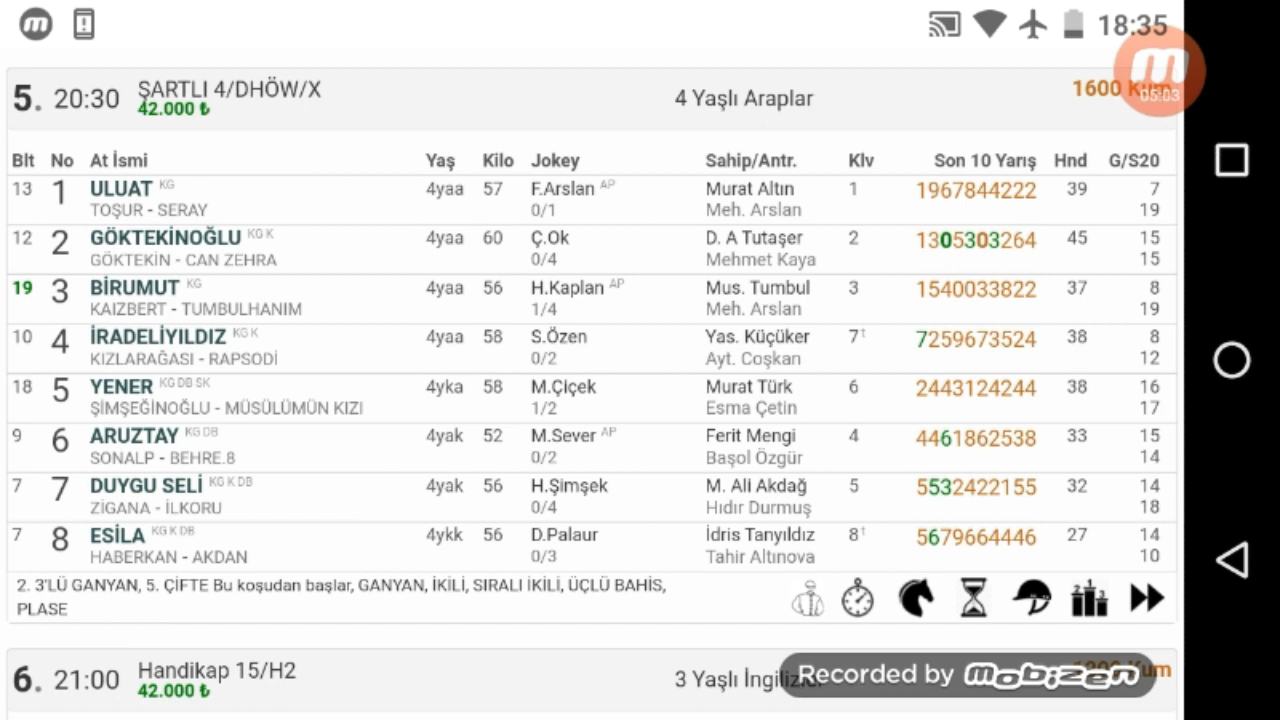 18:35
05:03
5. 20:30 ŞARTLI 4/DHÖW/X 4 Yaşlı Araplar 1600 Kum
42.000 ₺
Blt No At İsmi Yaş Kilo Jokey Sahip/Antr. Klv Son 10 Yarış Hnd G/S20
13 1 ULUAT KG 4yaa 57 F.Arslan AP Murat Altın 1 1967844222 39 7
TOŞUR - SERAY 0/1 Meh. Arslan 19
12 2 GÖKTEKİNOĞLU KG K 4yaa 60 Ç.Ok D. A Tutaşer 2 1305303264 45 15
GÖKTEKİN - CAN ZEHRA 0/4 Mehmet Kaya 15
19 3 BİRUMUT KG 4yaa 56 H.Kaplan AP Mus. Tumbul 3 1540033822 37 8
KAIZBERT - TUMBULHANIM 1/4 Meh. Arslan 19
10 4 İRADELİYILDIZ KG K 4yaa 58 S.Özen Yas. Küçüker 7† 7259673524 38 8
KIZLARAĞASI - RAPSODİ 0/2 Ayt. Coşkan 12
18 5 YENER KG DB SK 4yka 58 M.Çiçek Murat Türk 6 2443124244 38 16
ŞİMŞEĞİNOĞLU - MÜSÜLÜMÜN KIZI 1/2 Esma Çetin 17
9 6 ARUZTAY KG DB 4yak 52 M.Sever AP Ferit Mengi 4 4461862538 33 15
SONALP - BEHRE.8 0/2 Başol Özgür 14
7 7 DUYGU SELİ KG K DB 4yak 56 H.Şimşek M. Ali Akdağ 5 5532422155 32 14
ZİGANA - İLKORU 0/4 Hıdır Durmuş 18
7 8 ESİLA KG K DB 4ykk 56 D.Palaur İdris Tanyıldız 8† 5679664446 27 14
HABERKAN - AKDAN 0/3 Tahir Altınova 10
2. 3'LÜ GANYAN, 5. ÇİFTE Bu koşudan başlar, GANYAN, İKİLİ, SIRALI İKİLİ, ÜÇLÜ BAHİS,
PLASE
6. 21:00 Handikap 15/H2 3 Yaşlı Kum
42.000 ₺
Recorded by mobizen